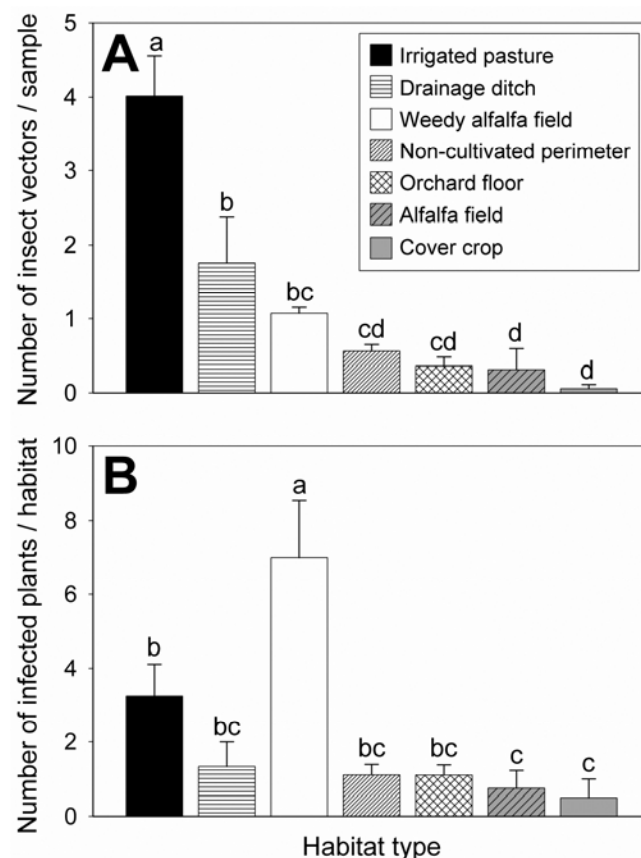 A
Number of insect vectors / sample
5
4
3
2
1
0
a
b
bc
cd
cd
d
d
Irrigated pasture
Drainage ditch
Weedy alfalfa field
Non-cultivated perimeter
Orchard floor
Alfalfa field
Cover crop
B
Number of infected plants / habitat
10
8
6
4
2
0
b
bc
a
bc
bc
c
c
Habitat type